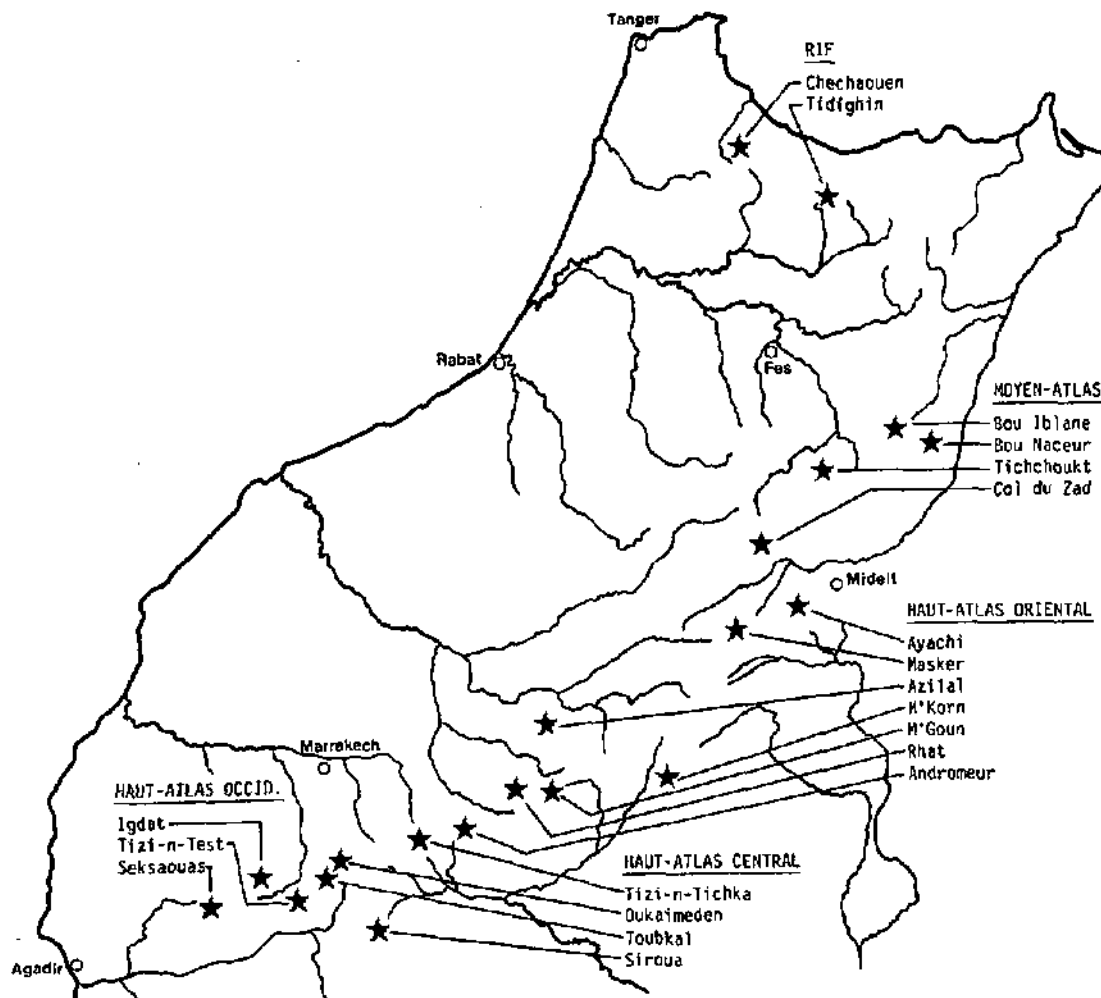 Tanger
RIF
Chechaouen
Tidighin
Rabat
Fes
MOYEN-ATLAS
Bou Iblane
Bou Naceur
Tichchoukt
Col du Zad
Midelt
HAUT-ATLAS ORIENTAL
Ayachi
Masker
Azilal
M'Korn
M'Goun
Rhat
Andromeur
Marrakech
HAUT-ATLAS OCCID.
Igdat
Tizi-n-Test
Seksaouas
HAUT-ATLAS CENTRAL
Tizi-n-Tichka
Oukaimeden
Toubkal
Siroua
Agadir